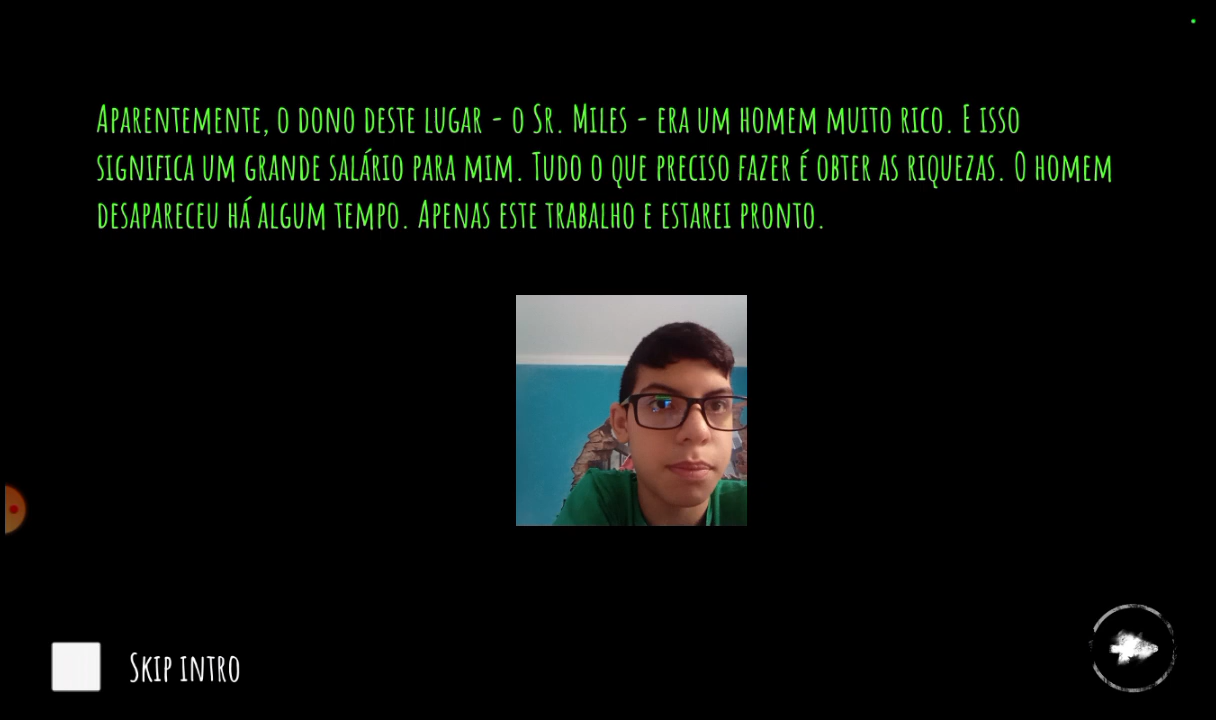 Aparentemente, o dono deste lugar - o Sr. Miles - era um homem muito rico. E isso
significa um grande salário para mim. Tudo o que preciso fazer é obter as riquezas. O homem
desapareceu há algum tempo. Apenas este trabalho e estarei pronto.
Skip intro